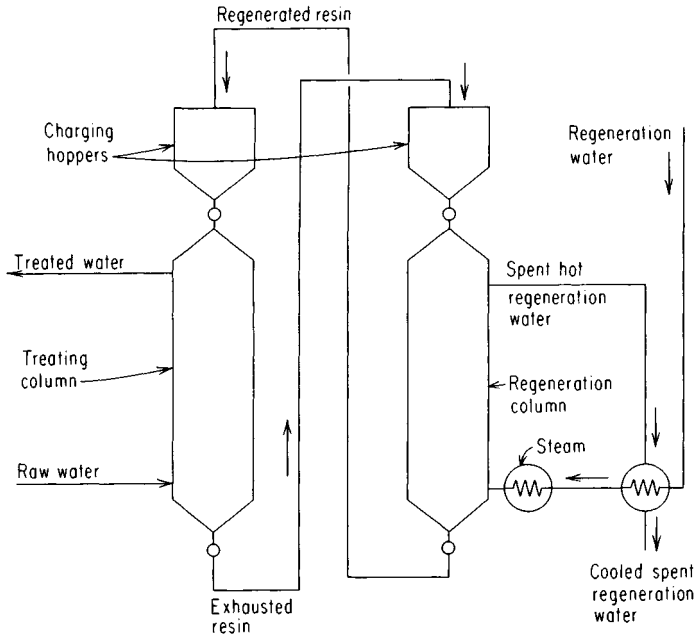 Regenerated resin
Charging
hoppers
Regeneration
water
Treated water
Spent hot
regeneration
water
Treating
column
Regeneration
column
Steam
Raw water
Exhausted
resin
Cooled spent
regeneration
water